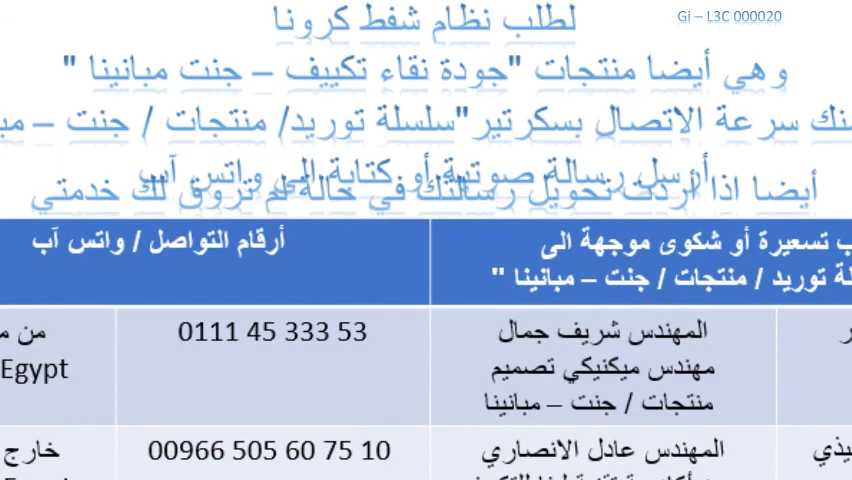 Gi – L3C 000020
لطلب نظام شفط كرونا
وهي أيضا منتجات "جودة نقاء تكييف – جنت مبانينا "
سرعة الاتصال بسكرتير "سلسلة توريد/ منتجات / جنت –
أرسل رسالة صوتية أو كتابة الى واتس آب
أيضا اذا أردت تحويل رسالتك في حالة لم تروق لك خدمتي
تسعيرة أو شكوى موجهة الى
توريد / منتجات / جنت – مبانينا "
أرقام التواصل / واتس آب
المهندس شريف جمال
مهندس ميكنيكي تصميم
منتجات / جنت – مبانينا
0111 45 333 53
من
Egypt
المهندس عادل الانصاري
00966 505 60 75 10
خارج